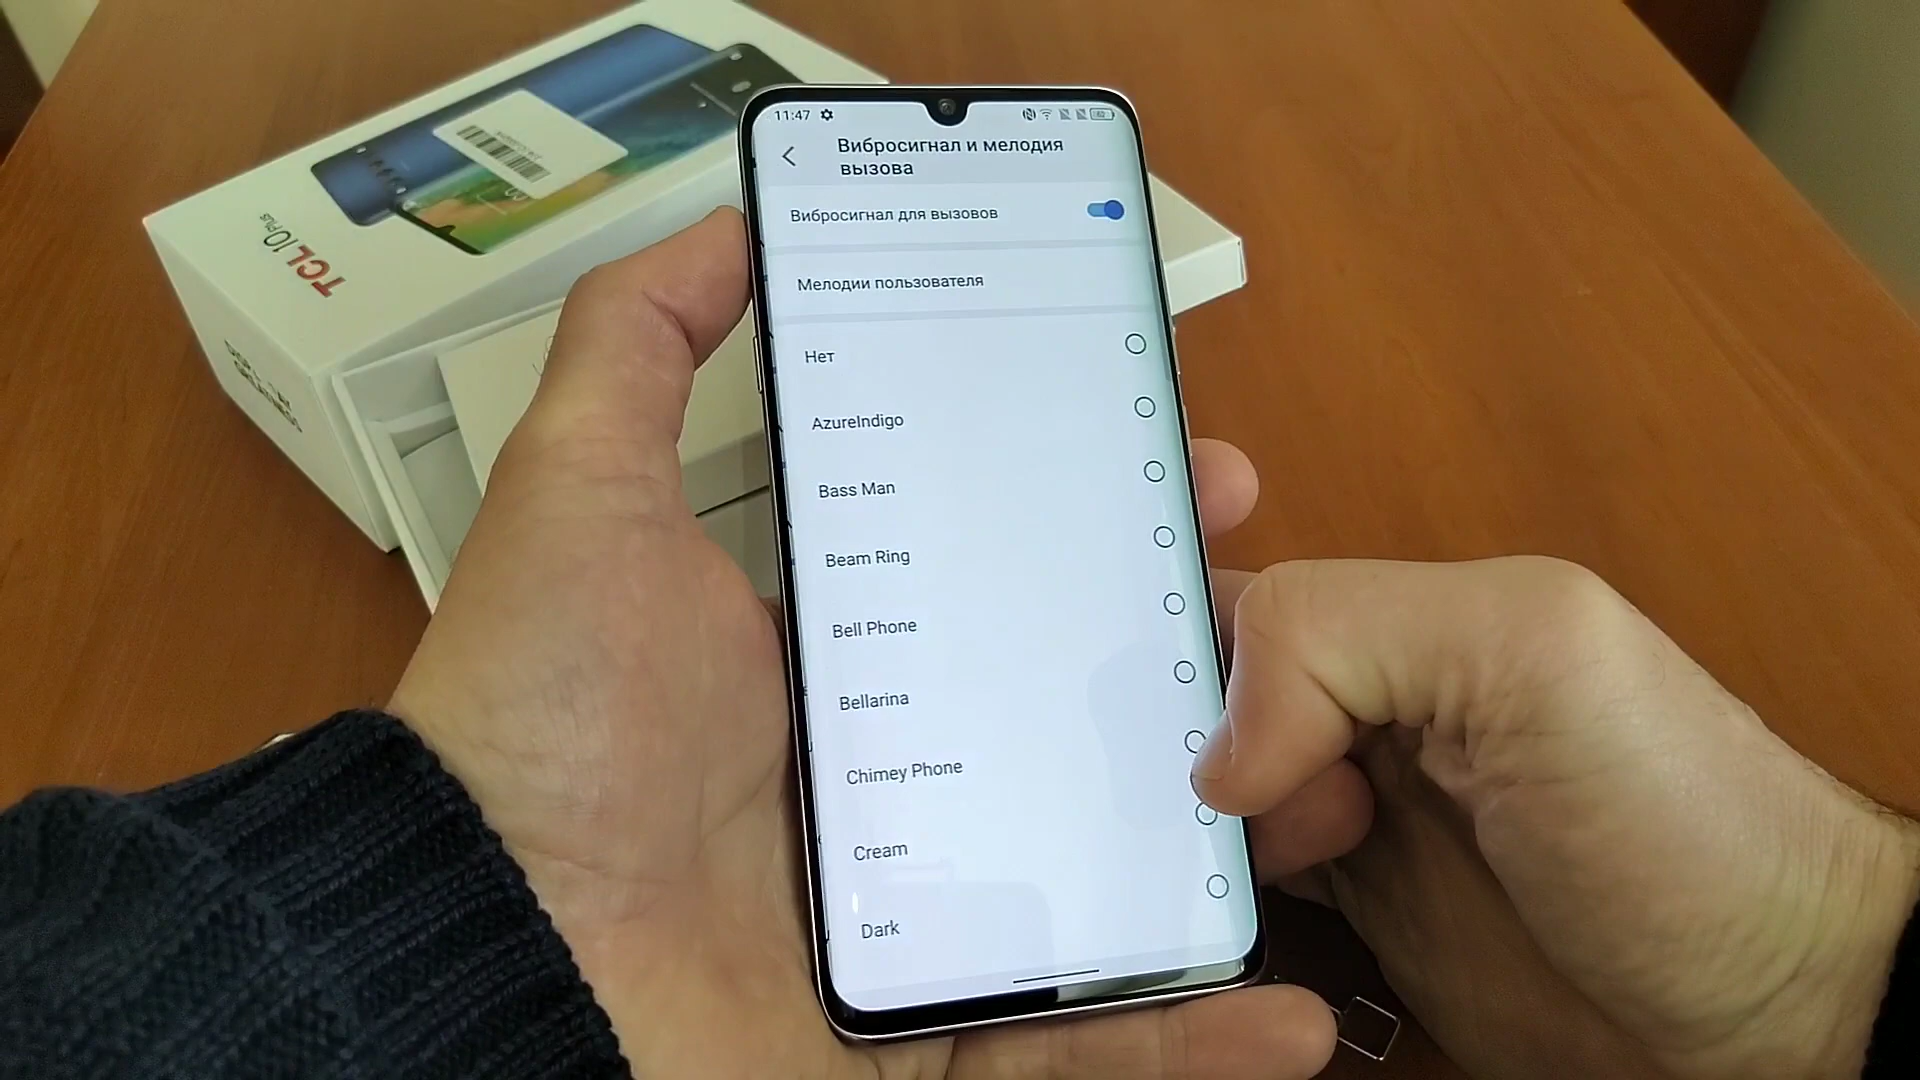 TCL 10 Plus
11:47
62
Вибросигнал и мелодия
вызова
Вибросигнал для вызовов
Мелодии пользователя
Нет
AzureIndigo
Bass Man
Beam Ring
Bell Phone
Bellarina
Chimey Phone
Cream
Dark